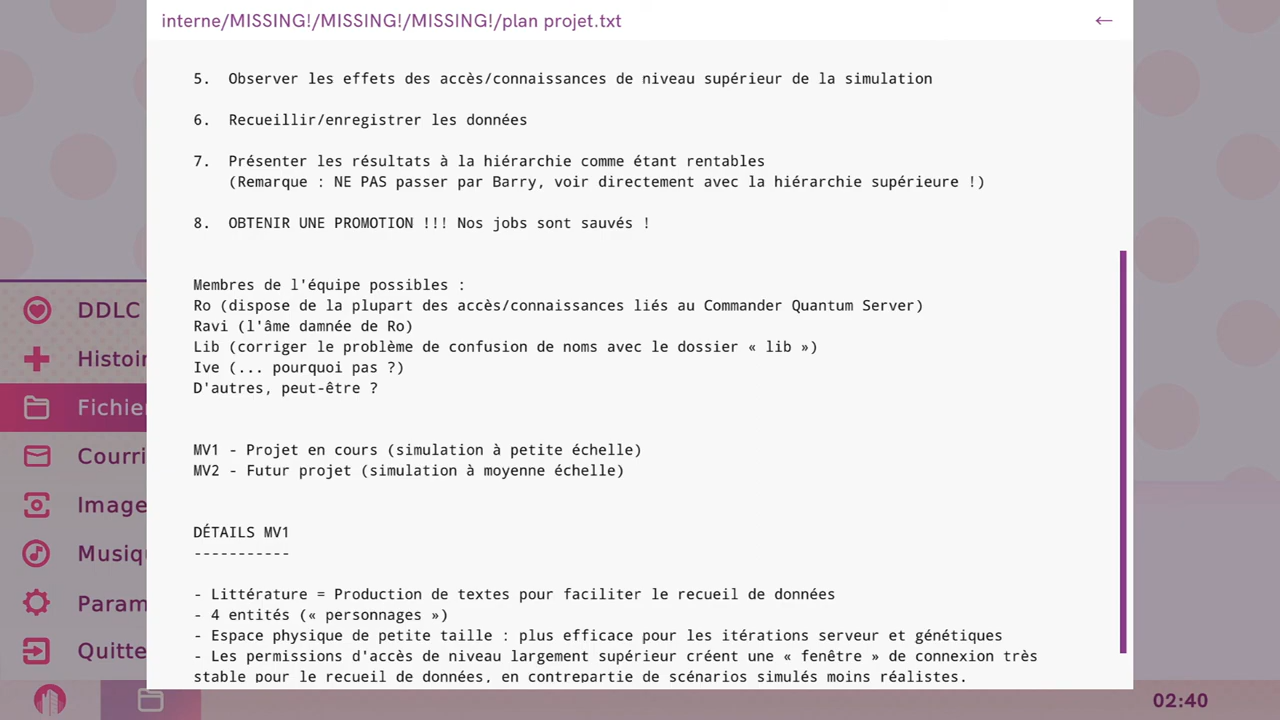 interne/MISSING!/MISSING!/MISSING!/plan projet.txt
←
5. Observer les effets des accès/connaissances de niveau supérieur de la simulation
6. Recueillir/enregistrer les données
7. Présenter les résultats à la hiérarchie comme étant rentables
(Remarque : NE PAS passer par Barry, voir directement avec la hiérarchie supérieure !)
8. OBTENIR UNE PROMOTION !!! Nos jobs sont sauvés !
Membres de l'équipe possibles :
Ro (dispose de la plupart des accès/connaissances liés au Commander Quantum Server)
Ravi (l'âme damnée de Ro)
Lib (corriger le problème de confusion de noms avec le dossier « lib »)
Ive (... pourquoi pas ?)
D'autres, peut-être ?
MV1 - Projet en cours (simulation à petite échelle)
MV2 - Futur projet (simulation à moyenne échelle)
DÉTAILS MV1
-----------
- Littérature = Production de textes pour faciliter le recueil de données
- 4 entités (« personnages »)
- Espace physique de petite taille : plus efficace pour les itérations serveur et génétiques
- Les permissions d'accès de niveau largement supérieur créent une « fenêtre » de connexion très
stable pour le recueil de données, en contrepartie de scénarios simulés moins réalistes.
DDLC
Histoir
Fichier
Courri
Image
Musiqu
Param
Quitte
02:40